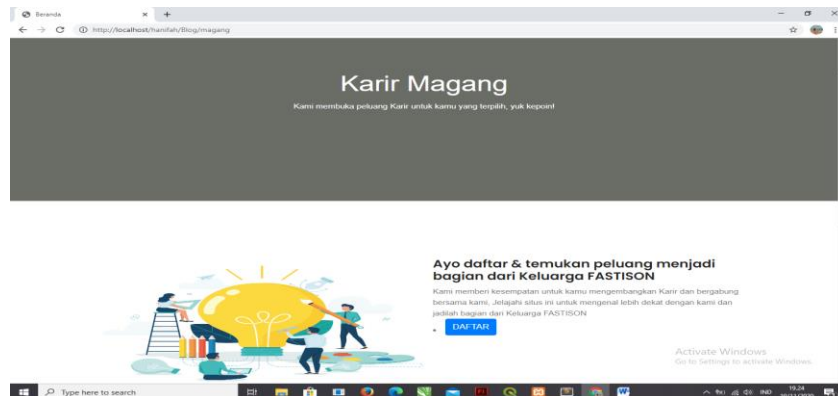 Beranda
http://localhost/hanifah/Blog/magang
Karir Magang
Kami membuka peluang Karir untuk kamu yang terpilih, yuk kepoin!
Ayo daftar & temukan peluang menjadi
bagian dari Keluarga FASTISON
Kami memberi kesempatan untuk kamu mengembangkan Karir dan bergabung
bersama kami, Jelajahi situs ini untuk mengenal lebih dekat dengan kami dan
jadilah bagian dari Keluarga FASTISON
DAFTAR
Activate Windows
Go to Settings to activate Windows.
Type here to search
IND
19.24